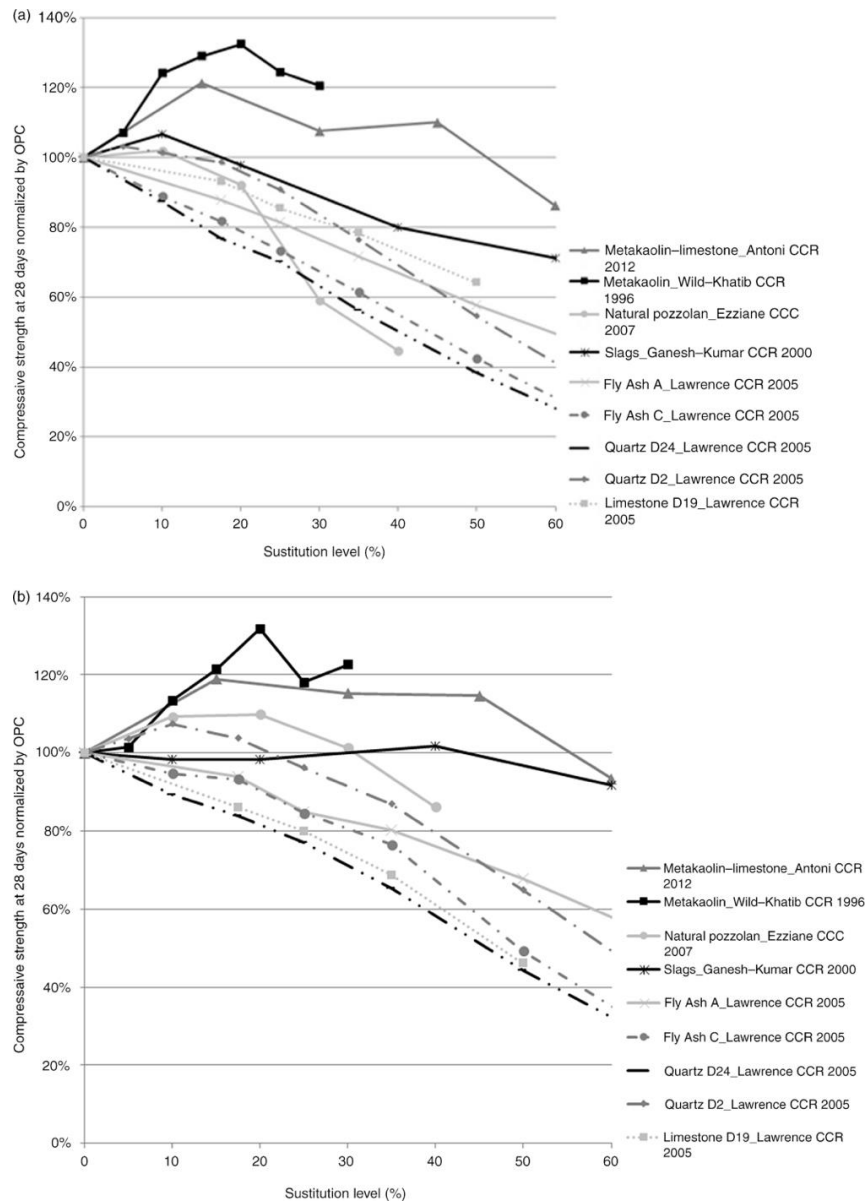 (a)
140%
120%
100%
80%
60%
40%
20%
0%
Compressaive strength at 28 days normalized by OPC
0
10
20
30
40
50
60
Sustitution level (%)
Metakaolin–limestone_Antoni CCR
2012
Metakaolin_Wild–Khatib CCR
1996
Natural pozzolan_Ezziane CCC
2007
Slags_Ganesh–Kumar CCR 2000
Fly Ash A_Lawrence CCR 2005
Fly Ash C_Lawrence CCR 2005
Quartz D24_Lawrence CCR 2005
Quartz D2_Lawrence CCR 2005
Limestone D19_Lawrence CCR
2005
(b)
140%
120%
100%
80%
60%
40%
20%
0%
Compressaive strength at 28 days normalized by OPC
0
10
20
30
40
50
60
Sustitution level (%)
Metakaolin–limestone_Antoni CCR
2012
Metakaolin_Wild–Khatib CCR 1996
Natural pozzolan_Ezziane CCC
2007
Slags_Ganesh–Kumar CCR 2000
Fly Ash A_Lawrence CCR 2005
Fly Ash C_Lawrence CCR 2005
Quartz D24_Lawrence CCR 2005
Quartz D2_Lawrence CCR 2005
Limestone D19_Lawrence CCR
2005